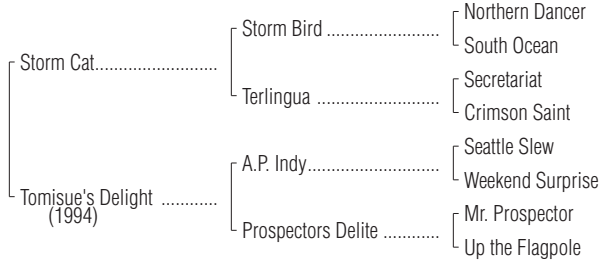 Northern Dancer
Storm Bird ........................
South Ocean
Storm Cat..........................
Secretariat
Terlingua ..........................
Crimson Saint
Seattle Slew
A.P. Indy............................
Weekend Surprise
Tomisue's Delight ............
(1994)
Mr. Prospector
Prospectors Delite ............
Up the Flagpole